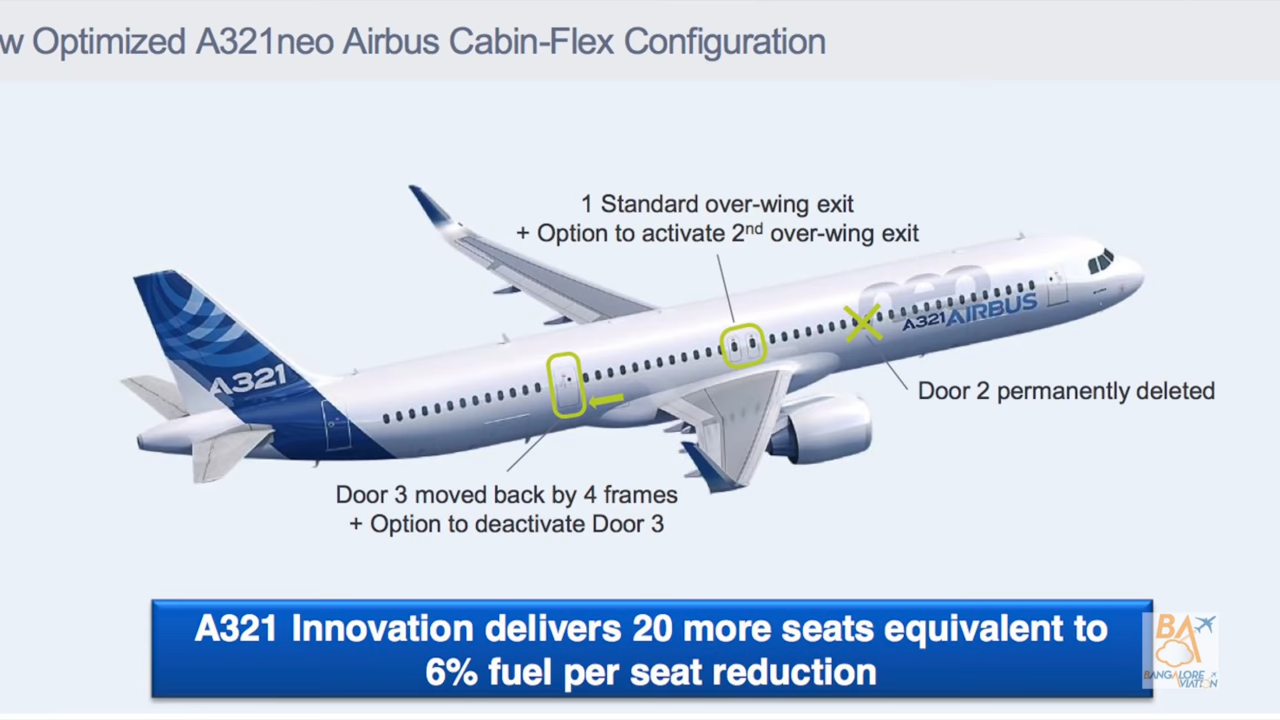 w Optimized A321neo Airbus Cabin-Flex Configuration
1 Standard over-wing exit
+ Option to activate 2nd over-wing exit
neo
A321 AIRBUS
A321
Door 2 permanently deleted
Door 3 moved back by 4 frames
+ Option to deactivate Door 3
A321 Innovation delivers 20 more seats equivalent to
6% fuel per seat reduction
BA
BANGALORE
AVIATION